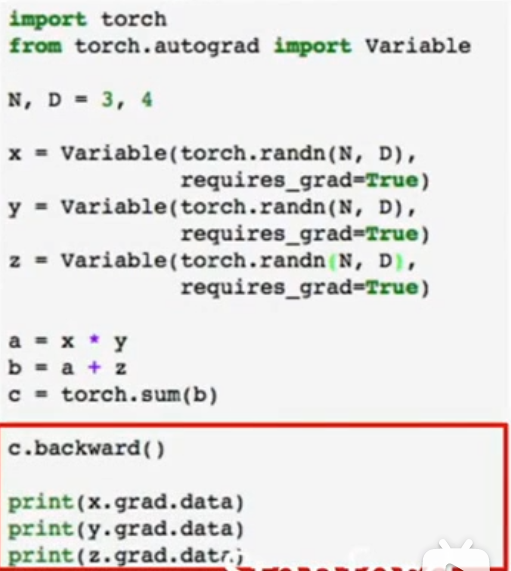 import torch
from torch.autograd import Variable
N, D = 3, 4
x = Variable(torch.randn(N, D),
requires_grad=True)
y = Variable(torch.randn(N, D),
requires_grad=True)
z = Variable(torch.randn(N, D),
requires_grad=True)
a = x * y
b = a + z
c = torch.sum(b)
c.backward()
print(x.grad.data)
print(y.grad.data)
print(z.grad.data)